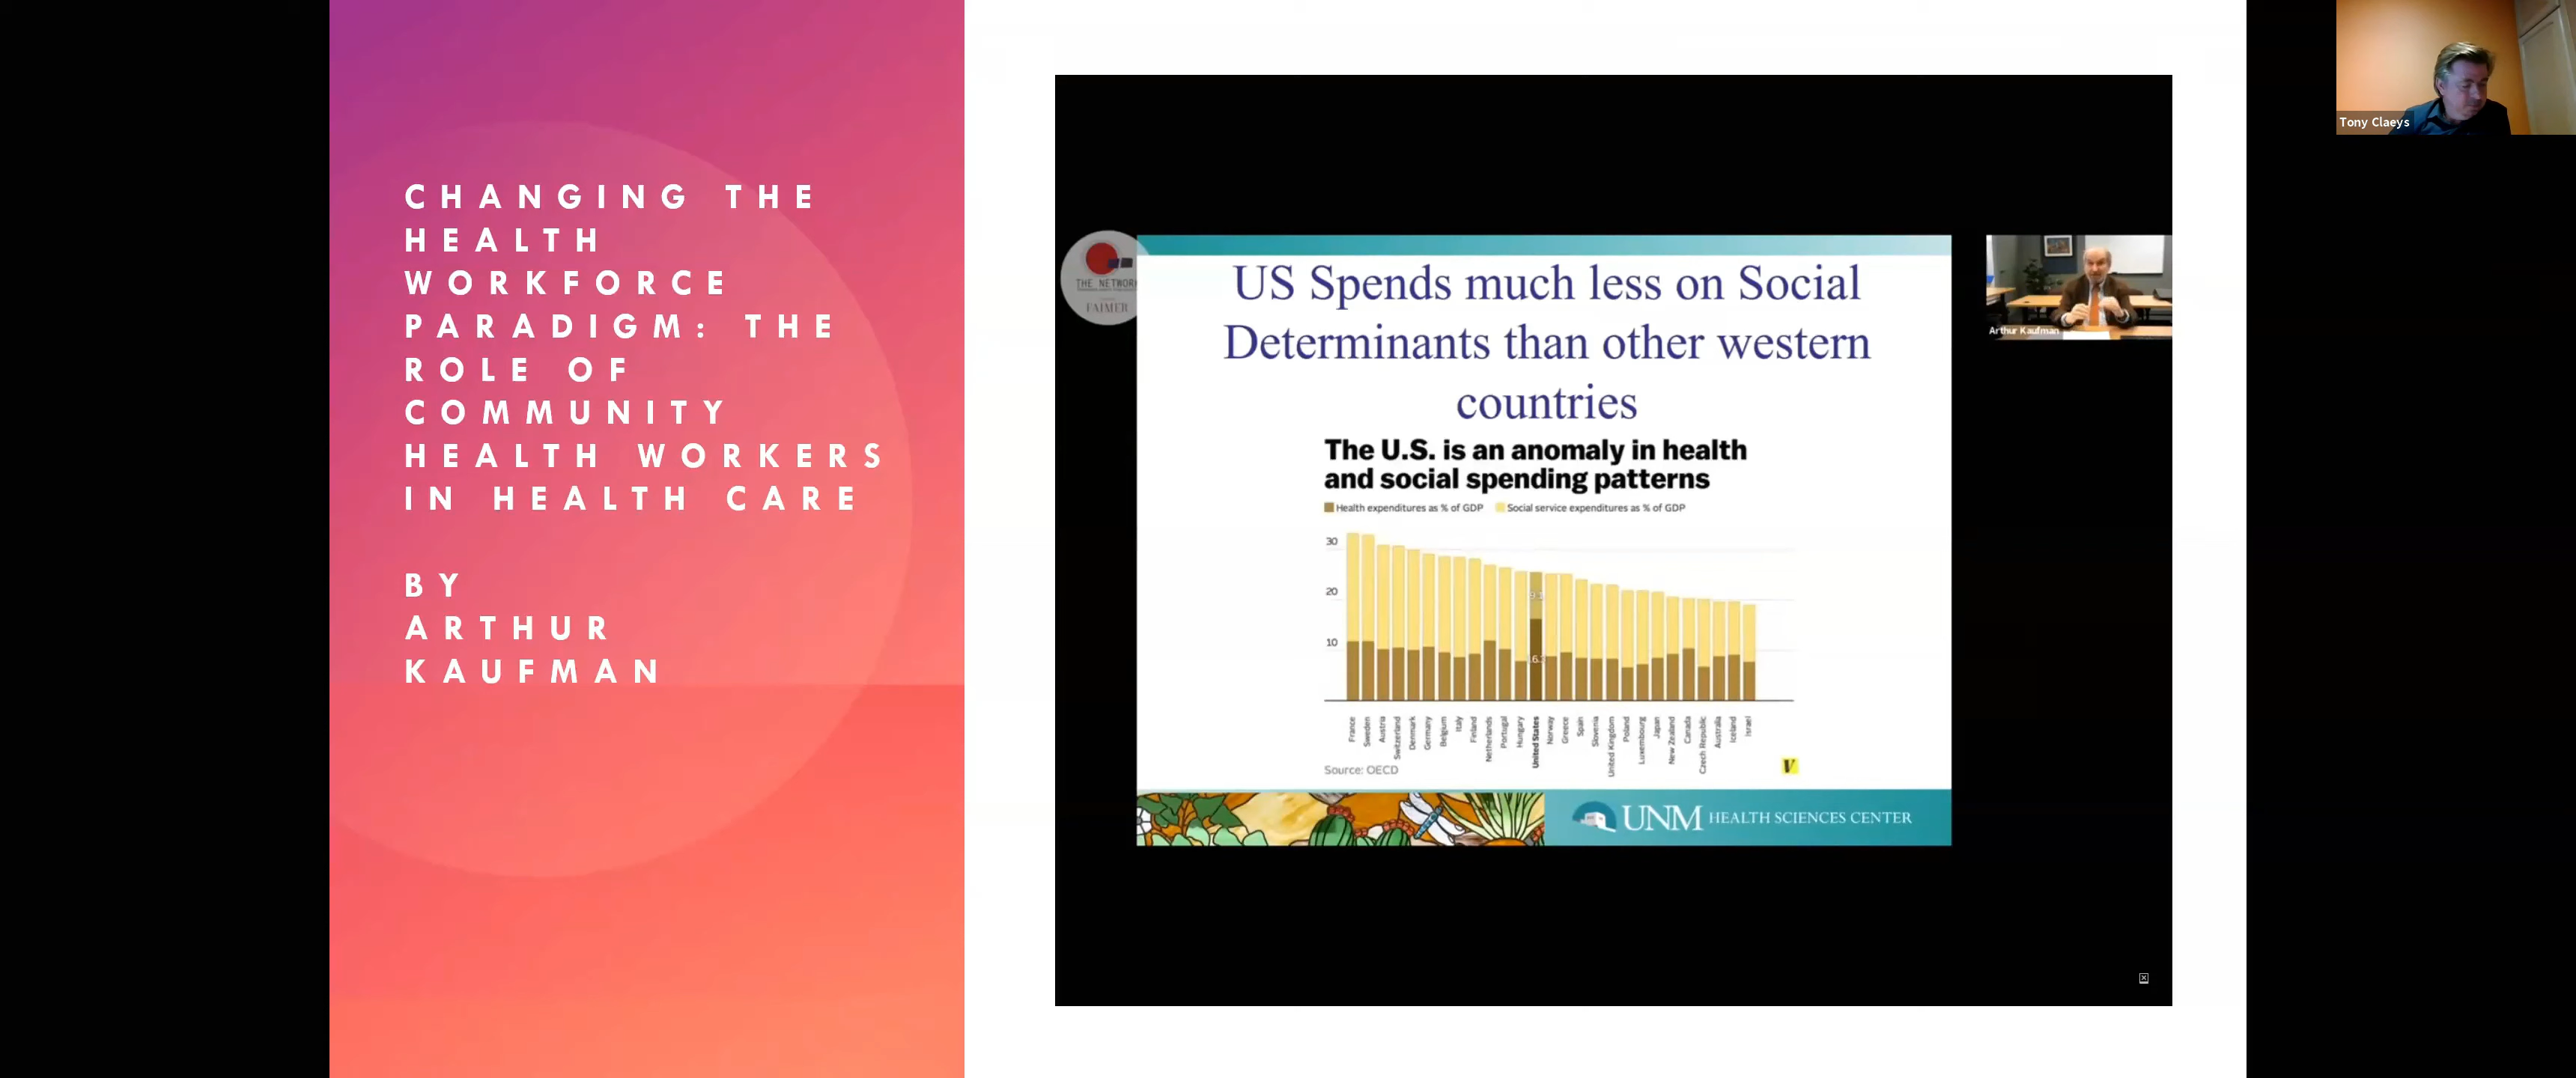 CHANGING THE
HEALTH
WORKFORCE
PARADIGM: THE
ROLE OF
COMMUNITY
HEALTH WORKERS
IN HEALTH CARE
BY
ARTHUR
KAUFMAN
THE NETWORK
FAIMER
US Spends much less on Social
Determinants than other western
countries
The U.S. is an anomaly in health
and social spending patterns
Health expenditures as % of GDP
Social service expenditures as % of GDP
30
20
10
France
Sweden
Austria
Switzerland
Denmark
Germany
Belgium
Italy
Finland
Netherlands
Portugal
Hungary
United States
Norway
Greece
Spain
Slovenia
United Kingdom
Poland
Luxembourg
Japan
New Zealand
Canada
Czech Republic
Australia
Iceland
Israel
Source: OECD
V
UNM HEALTH SCIENCES CENTER
Arthur Kaufman
Tony Claeys